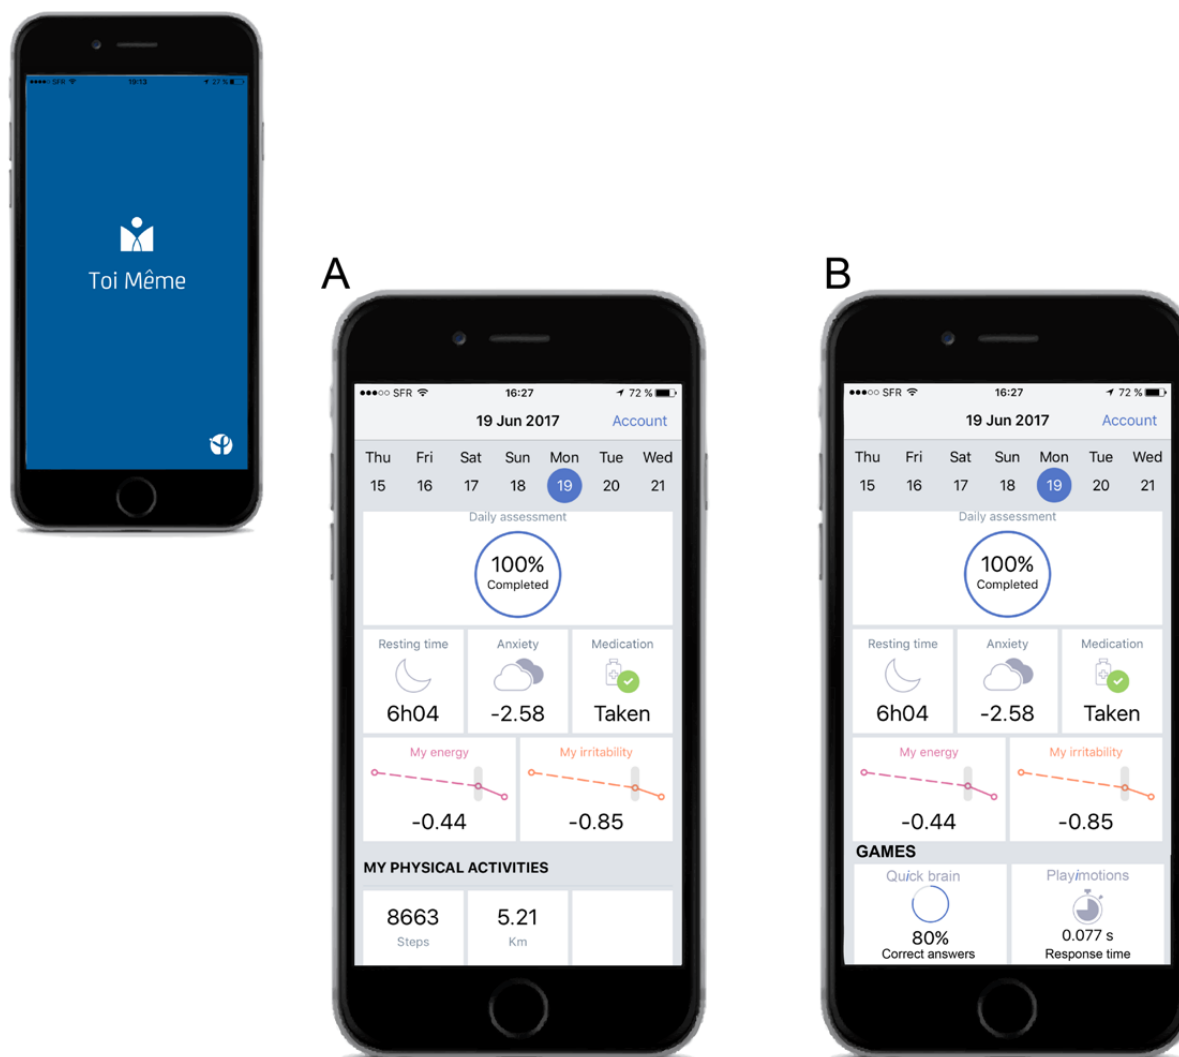 SFR 19:13 27 %
Toi Même
A
SFR 16:27 72 %
19 Jun 2017 Account
Thu Fri Sat Sun Mon Tue Wed
15 16 17 18 19 20 21
Daily assessment
100%
Completed
Resting time Anxiety Medication
6h04 -2.58 Taken
My energy My irritability
-0.44 -0.85
MY PHYSICAL ACTIVITIES
8663 5.21
Steps Km
B
SFR 16:27 72 %
19 Jun 2017 Account
Thu Fri Sat Sun Mon Tue Wed
15 16 17 18 19 20 21
Daily assessment
100%
Completed
Resting time Anxiety Medication
6h04 -2.58 Taken
My energy My irritability
-0.44 -0.85
GAMES
Quick brain Playimotions
80% 0.077 s
Correct answers Response time